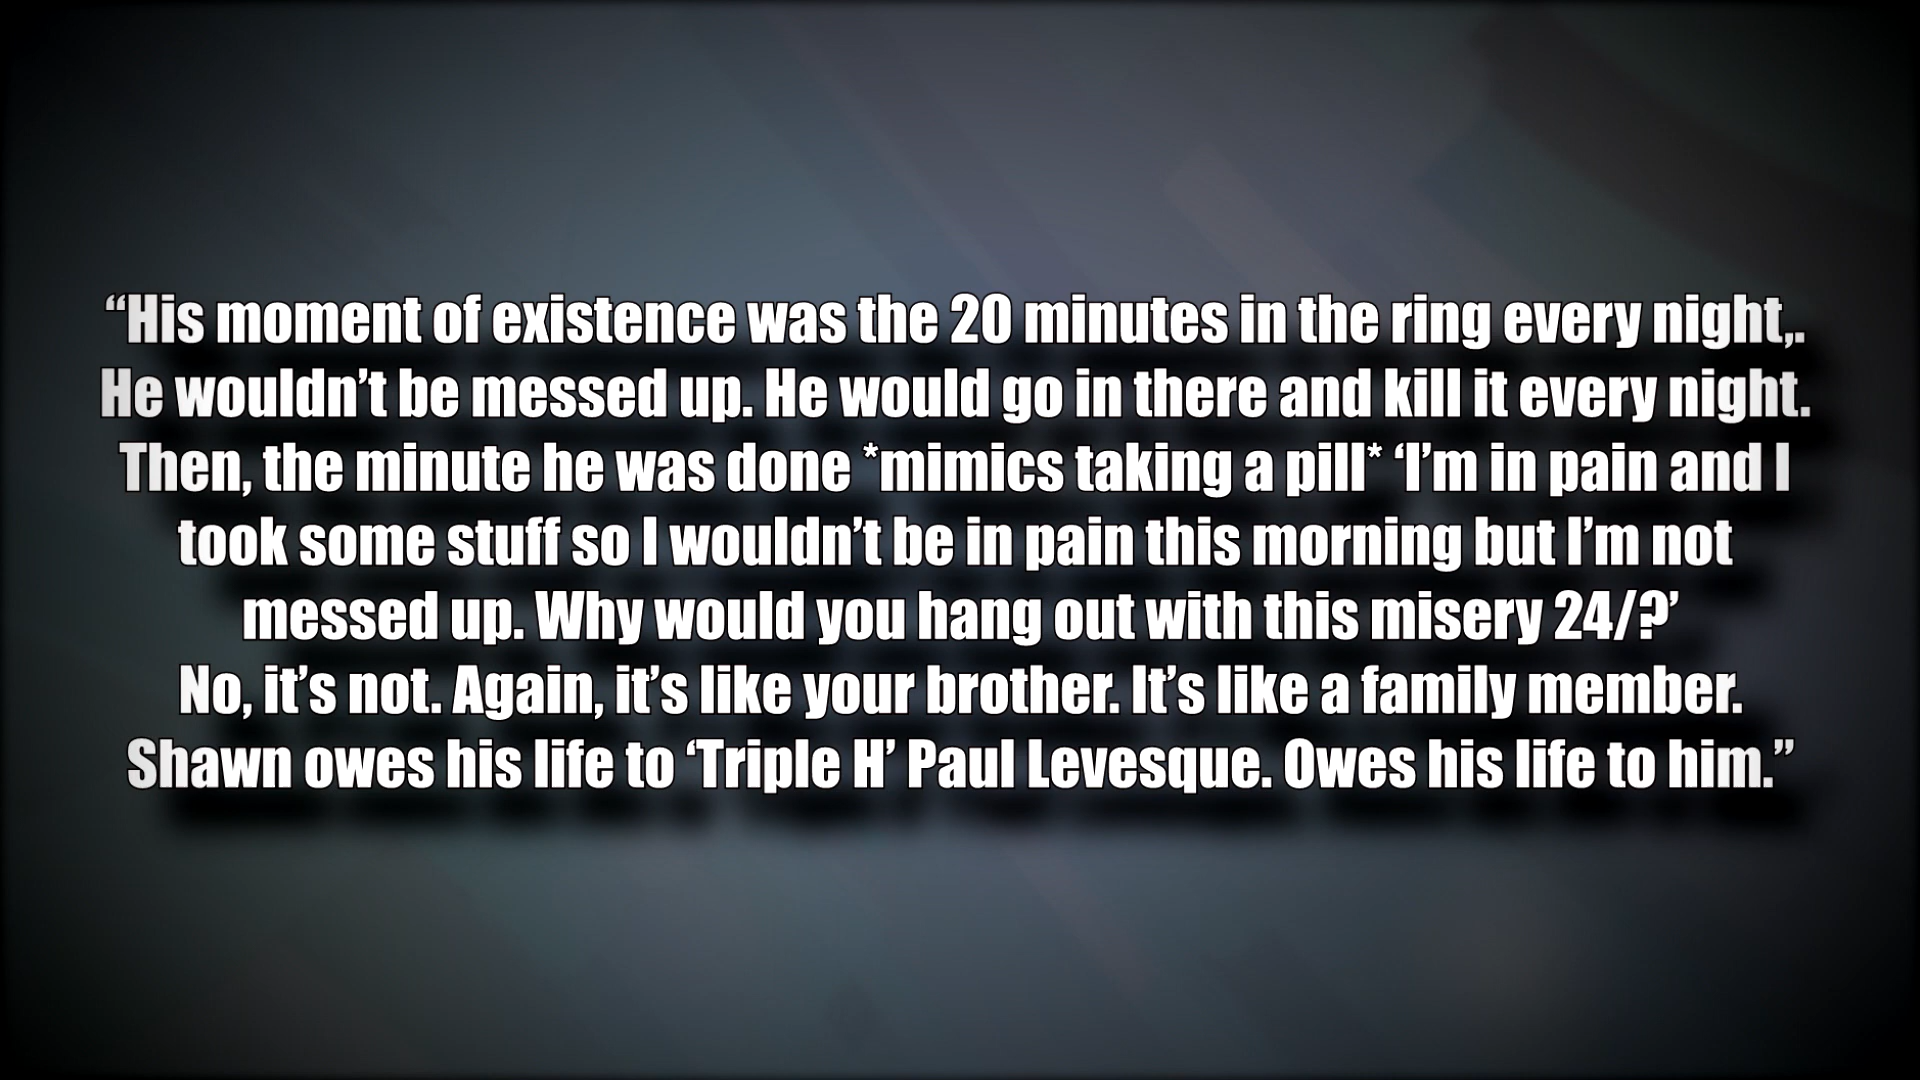 “His moment of existence was the 20 minutes in the ring every night,.
He wouldn’t be messed up. He would go in there and kill it every night.
Then, the minute he was done *mimics taking a pill* ‘I’m in pain and I
took some stuff so I wouldn’t be in pain this morning but I’m not
messed up. Why would you hang out with this misery 24/?’
No, it’s not. Again, it’s like your brother. It’s like a family member.
Shawn owes his life to ‘Triple H’ Paul Levesque. Owes his life to him.”